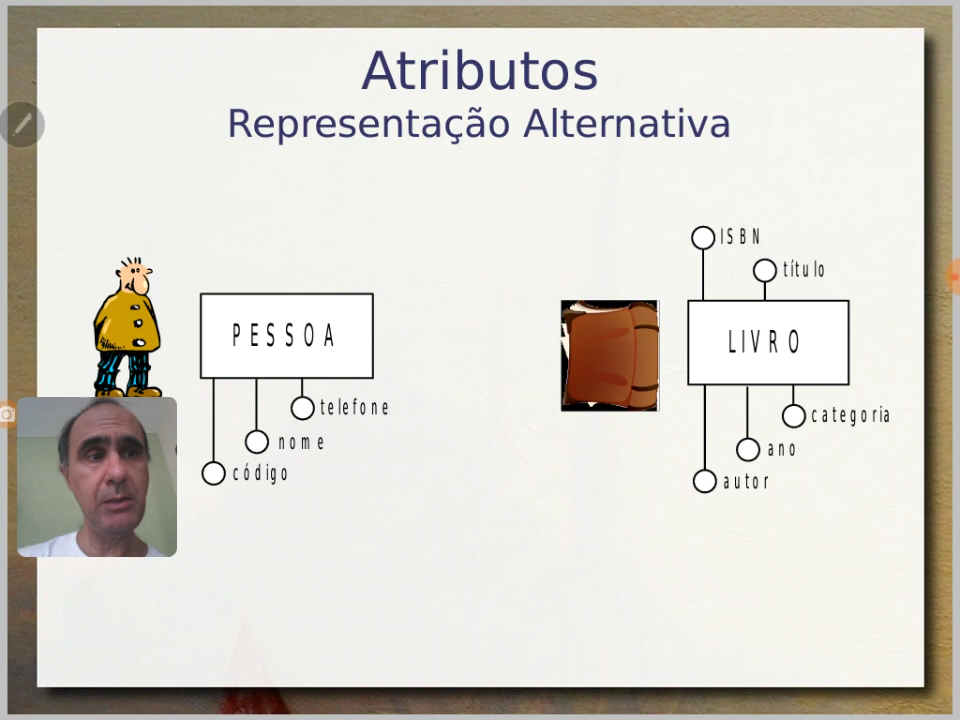 Atributos
Representação Alternativa
ISBN
título
PESSOA
LIVRO
telefone
categoria
nome
ano
código
autor